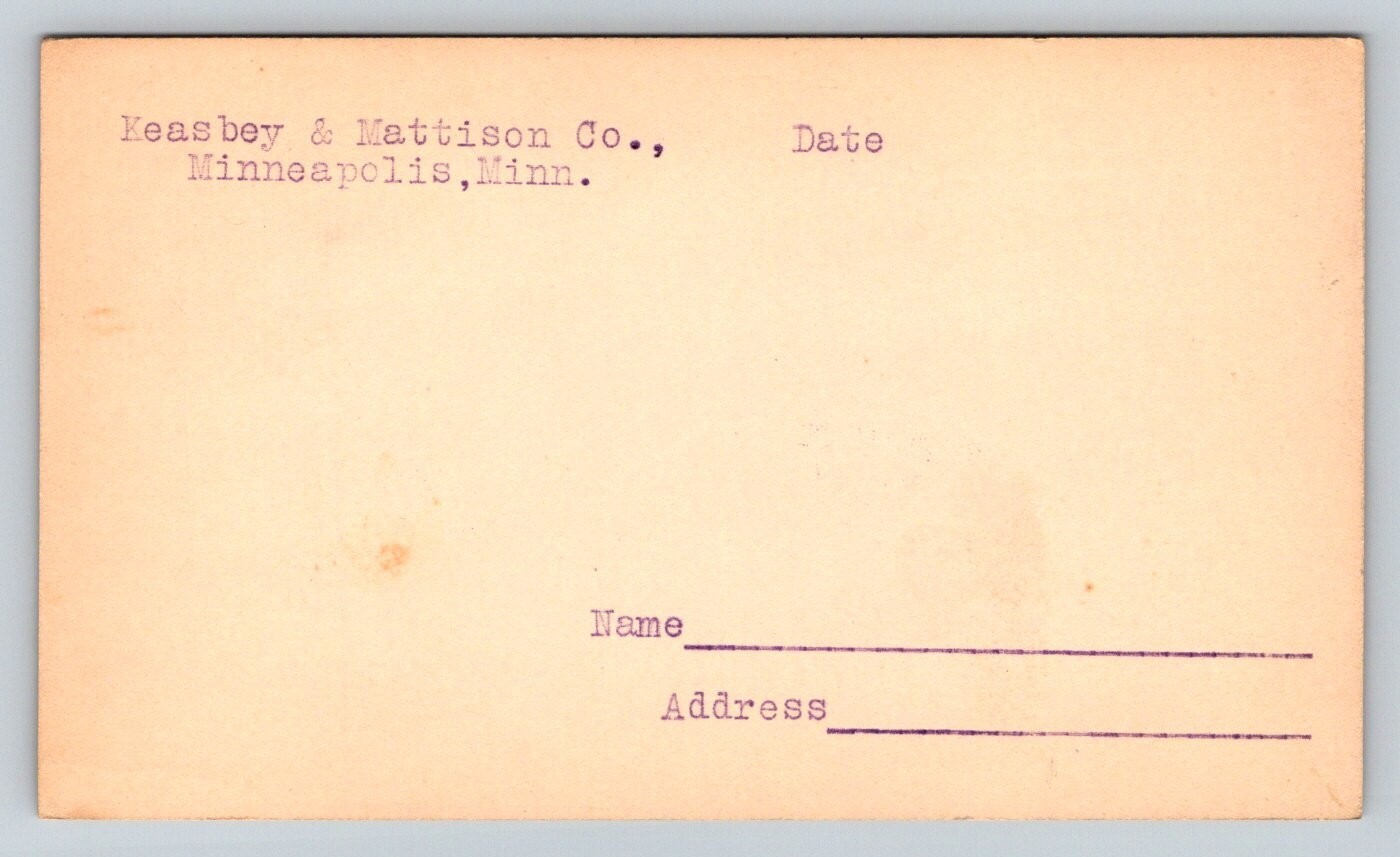 Keasbey & Mattison Co., Date
Minneapolis,Minn.
Name
Address